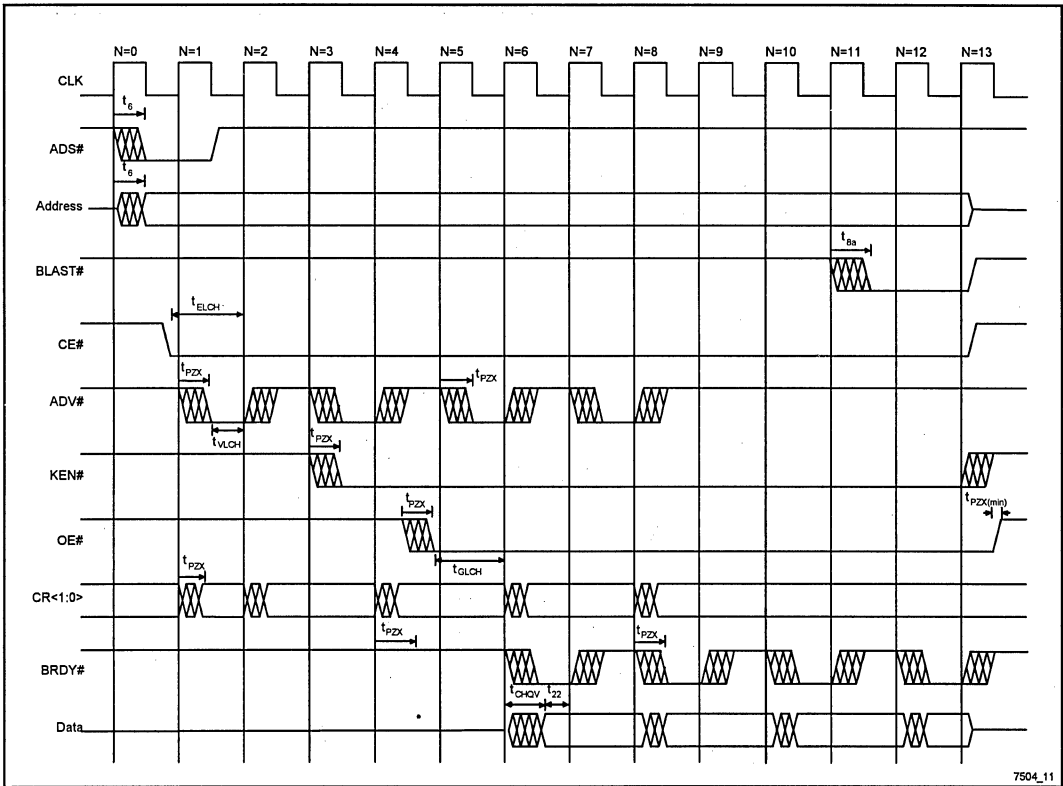 N=0 N=1 N=2 N=3 N=4 N=5 N=6 N=7 N=8 N=9 N=10 N=11 N=12 N=13
CLK
t6
ADS#
t6
Address
t8a
BLAST#
tELCH
CE#
tPZX tPZX
ADV#
tVLCH tPZX
KEN#
tPZX tPZX(min)
OE#
tPZX tGLCH
CR<1:0>
tPZX tPZX
BRDY#
tCHQV t22
Data
7504_11